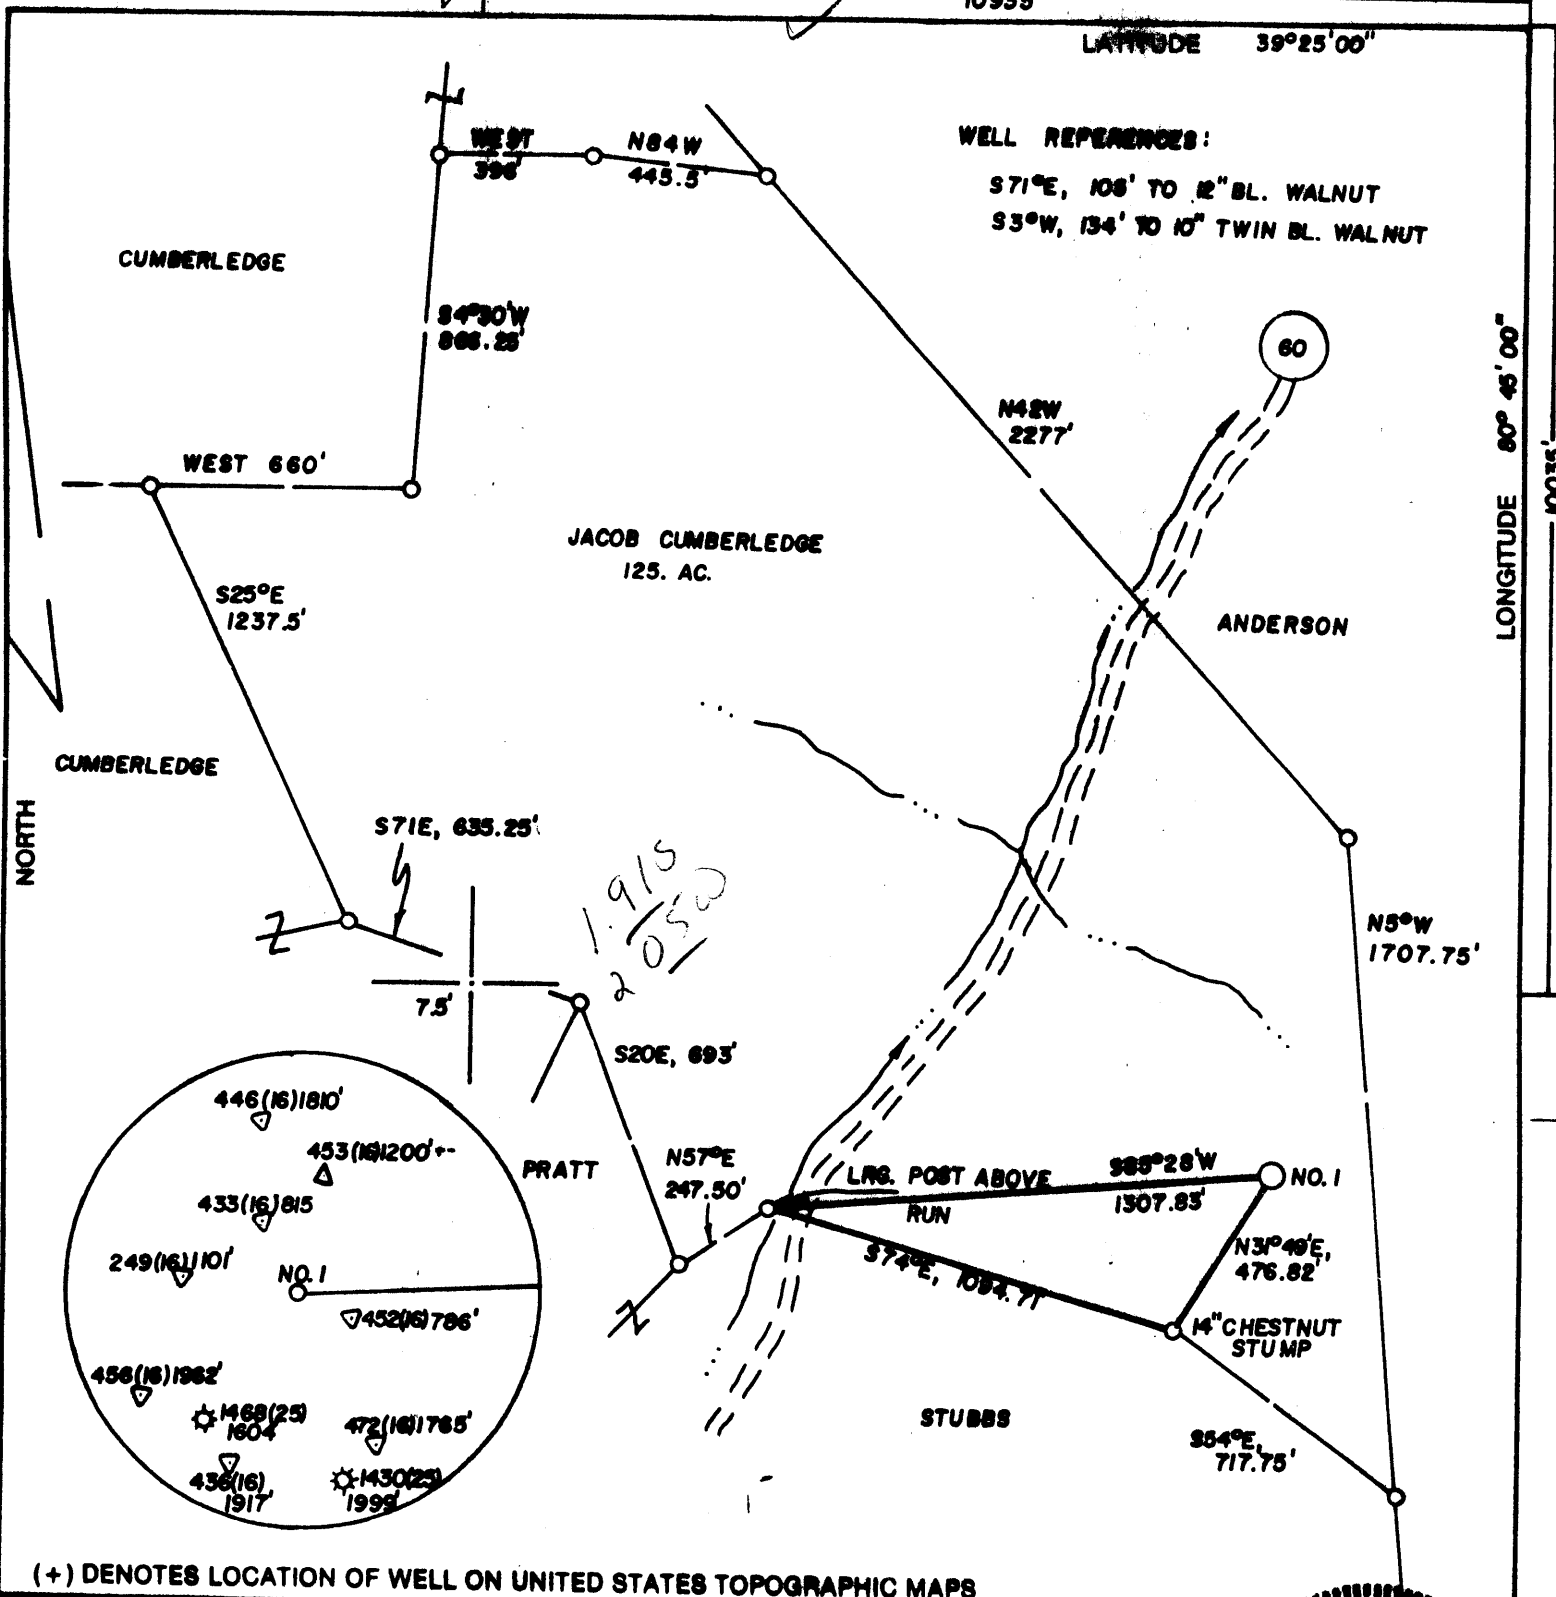 10935
LATITUDE 39°25'00"
WELL REFERENCES:
S71°E, 105' TO 12" BL. WALNUT
S3°W, 134' TO 10" TWIN BL. WALNUT
WEST
396'
N84W
445.5'
CUMBERLEDGE
S4°30'W
866.25'
60
LONGITUDE 80° 45' 00"
10035'
N42W
2277'
WEST 660'
JACOB CUMBERLEDGE
125. AC.
S25°E
1237.5'
ANDERSON
CUMBERLEDGE
NORTH
S71E, 635.25'
1.915
2.050
7.5'
N5°W
1707.75'
S20E, 693'
446(16)1810'
453(16)1200'+-
433(16)815
249(16)1101'
NO. 1
452(16)786'
456(16)1962'
1468(25)
1604
472(16)1765'
436(16)
1917'
1430(25)
1999'
PRATT
N57°E
247.50'
LRG. POST ABOVE
RUN
S85°28'W
1307.83'
NO. 1
N31°49'E,
476.82'
S74°E, 1094.71'
14" CHESTNUT
STUMP
STUBBS
S54°E,
717.75'
(+) DENOTES LOCATION OF WELL ON UNITED STATES TOPOGRAPHIC MAPS